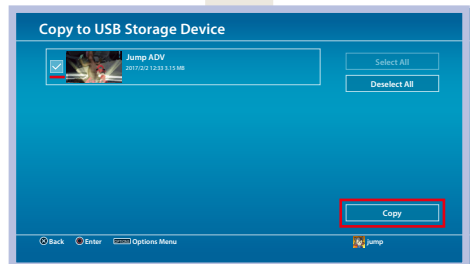 Copy to USB Storage Device
Jump ADV
2017/2/2 12:33 3.15 MB
Select All
Deselect All
Copy
Back Enter OPTIONS Options Menu
jump